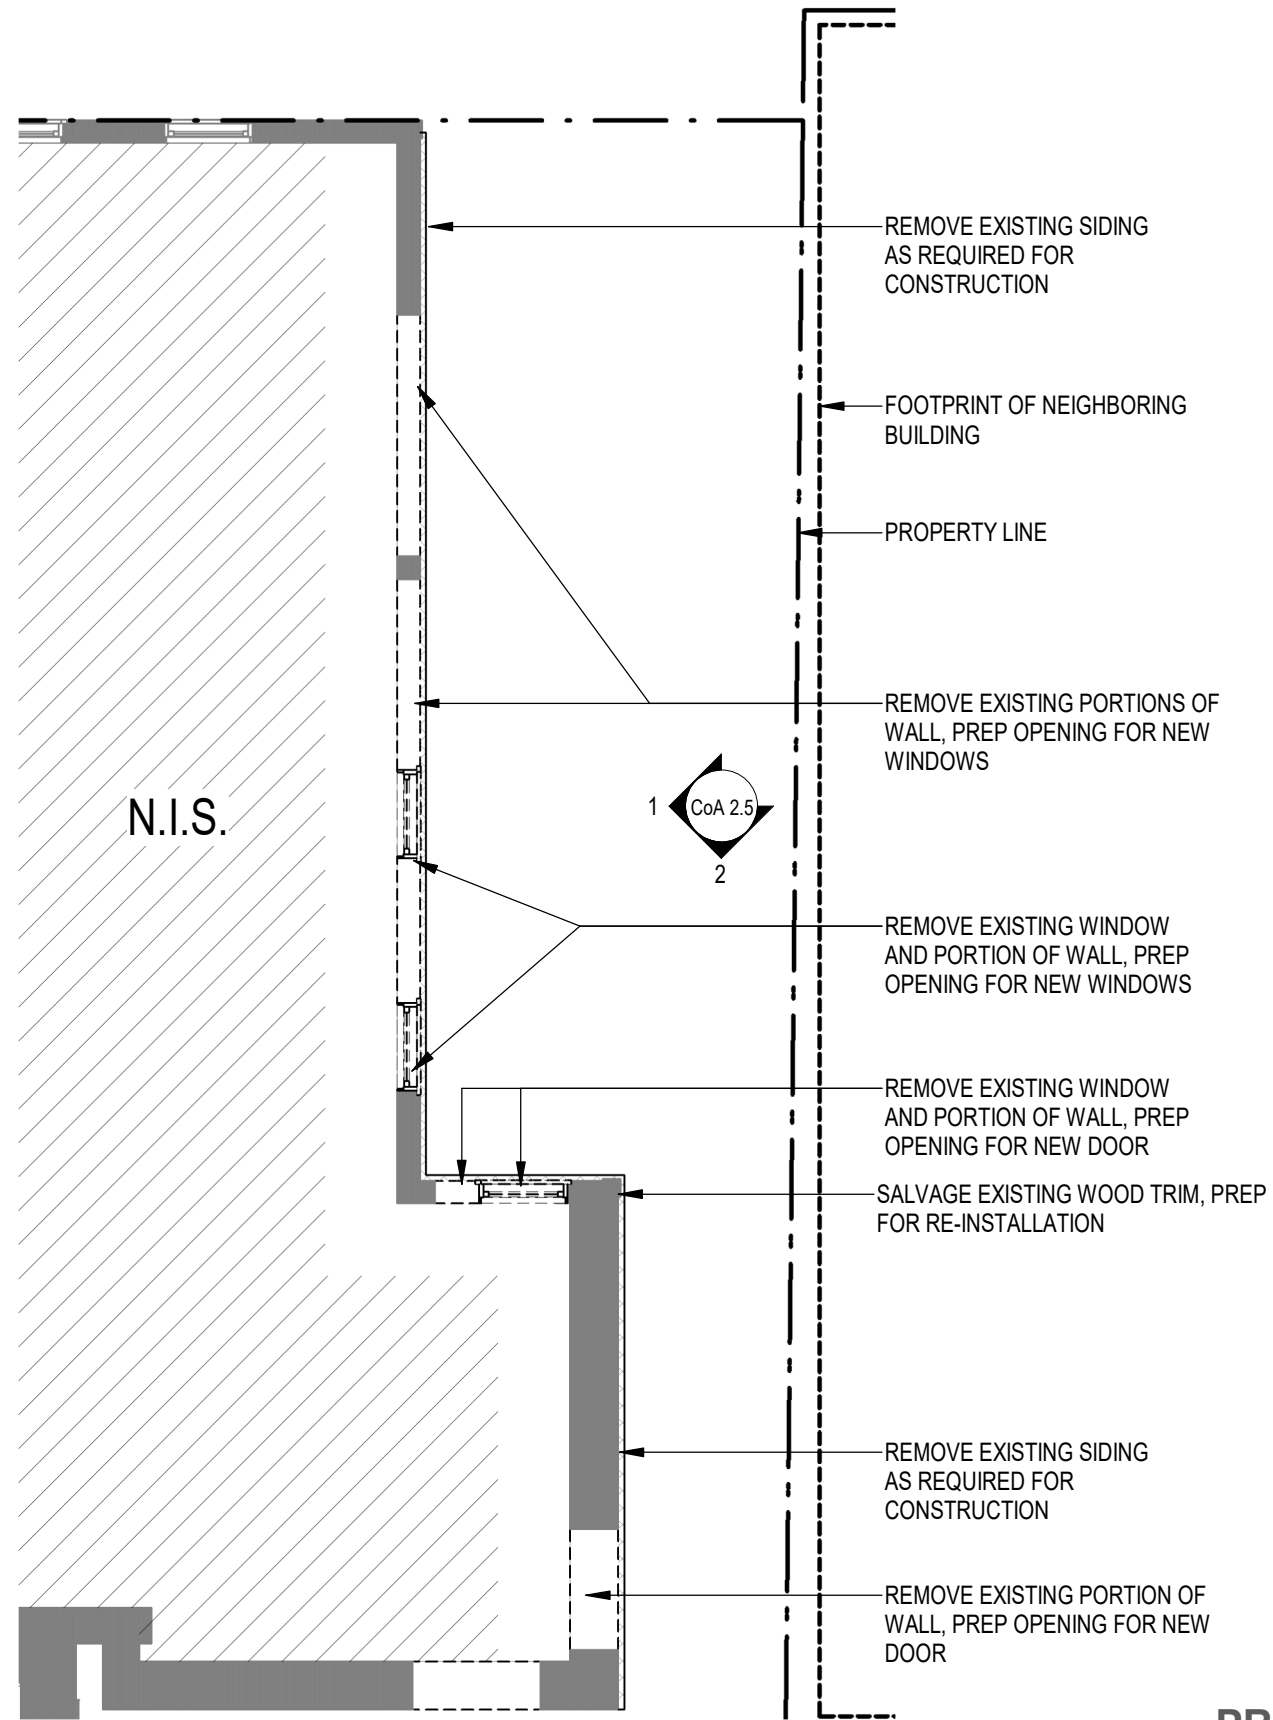 REMOVE EXISTING SIDING
AS REQUIRED FOR
CONSTRUCTION
FOOTPRINT OF NEIGHBORING
BUILDING
PROPERTY LINE
REMOVE EXISTING PORTIONS OF
WALL, PREP OPENING FOR NEW
WINDOWS
N.I.S.
1
CoA 2.5
2
REMOVE EXISTING WINDOW
AND PORTION OF WALL, PREP
OPENING FOR NEW WINDOWS
REMOVE EXISTING WINDOW
AND PORTION OF WALL, PREP
OPENING FOR NEW DOOR
SALVAGE EXISTING WOOD TRIM, PREP
FOR RE-INSTALLATION
REMOVE EXISTING SIDING
AS REQUIRED FOR
CONSTRUCTION
REMOVE EXISTING PORTION OF
WALL, PREP OPENING FOR NEW
DOOR